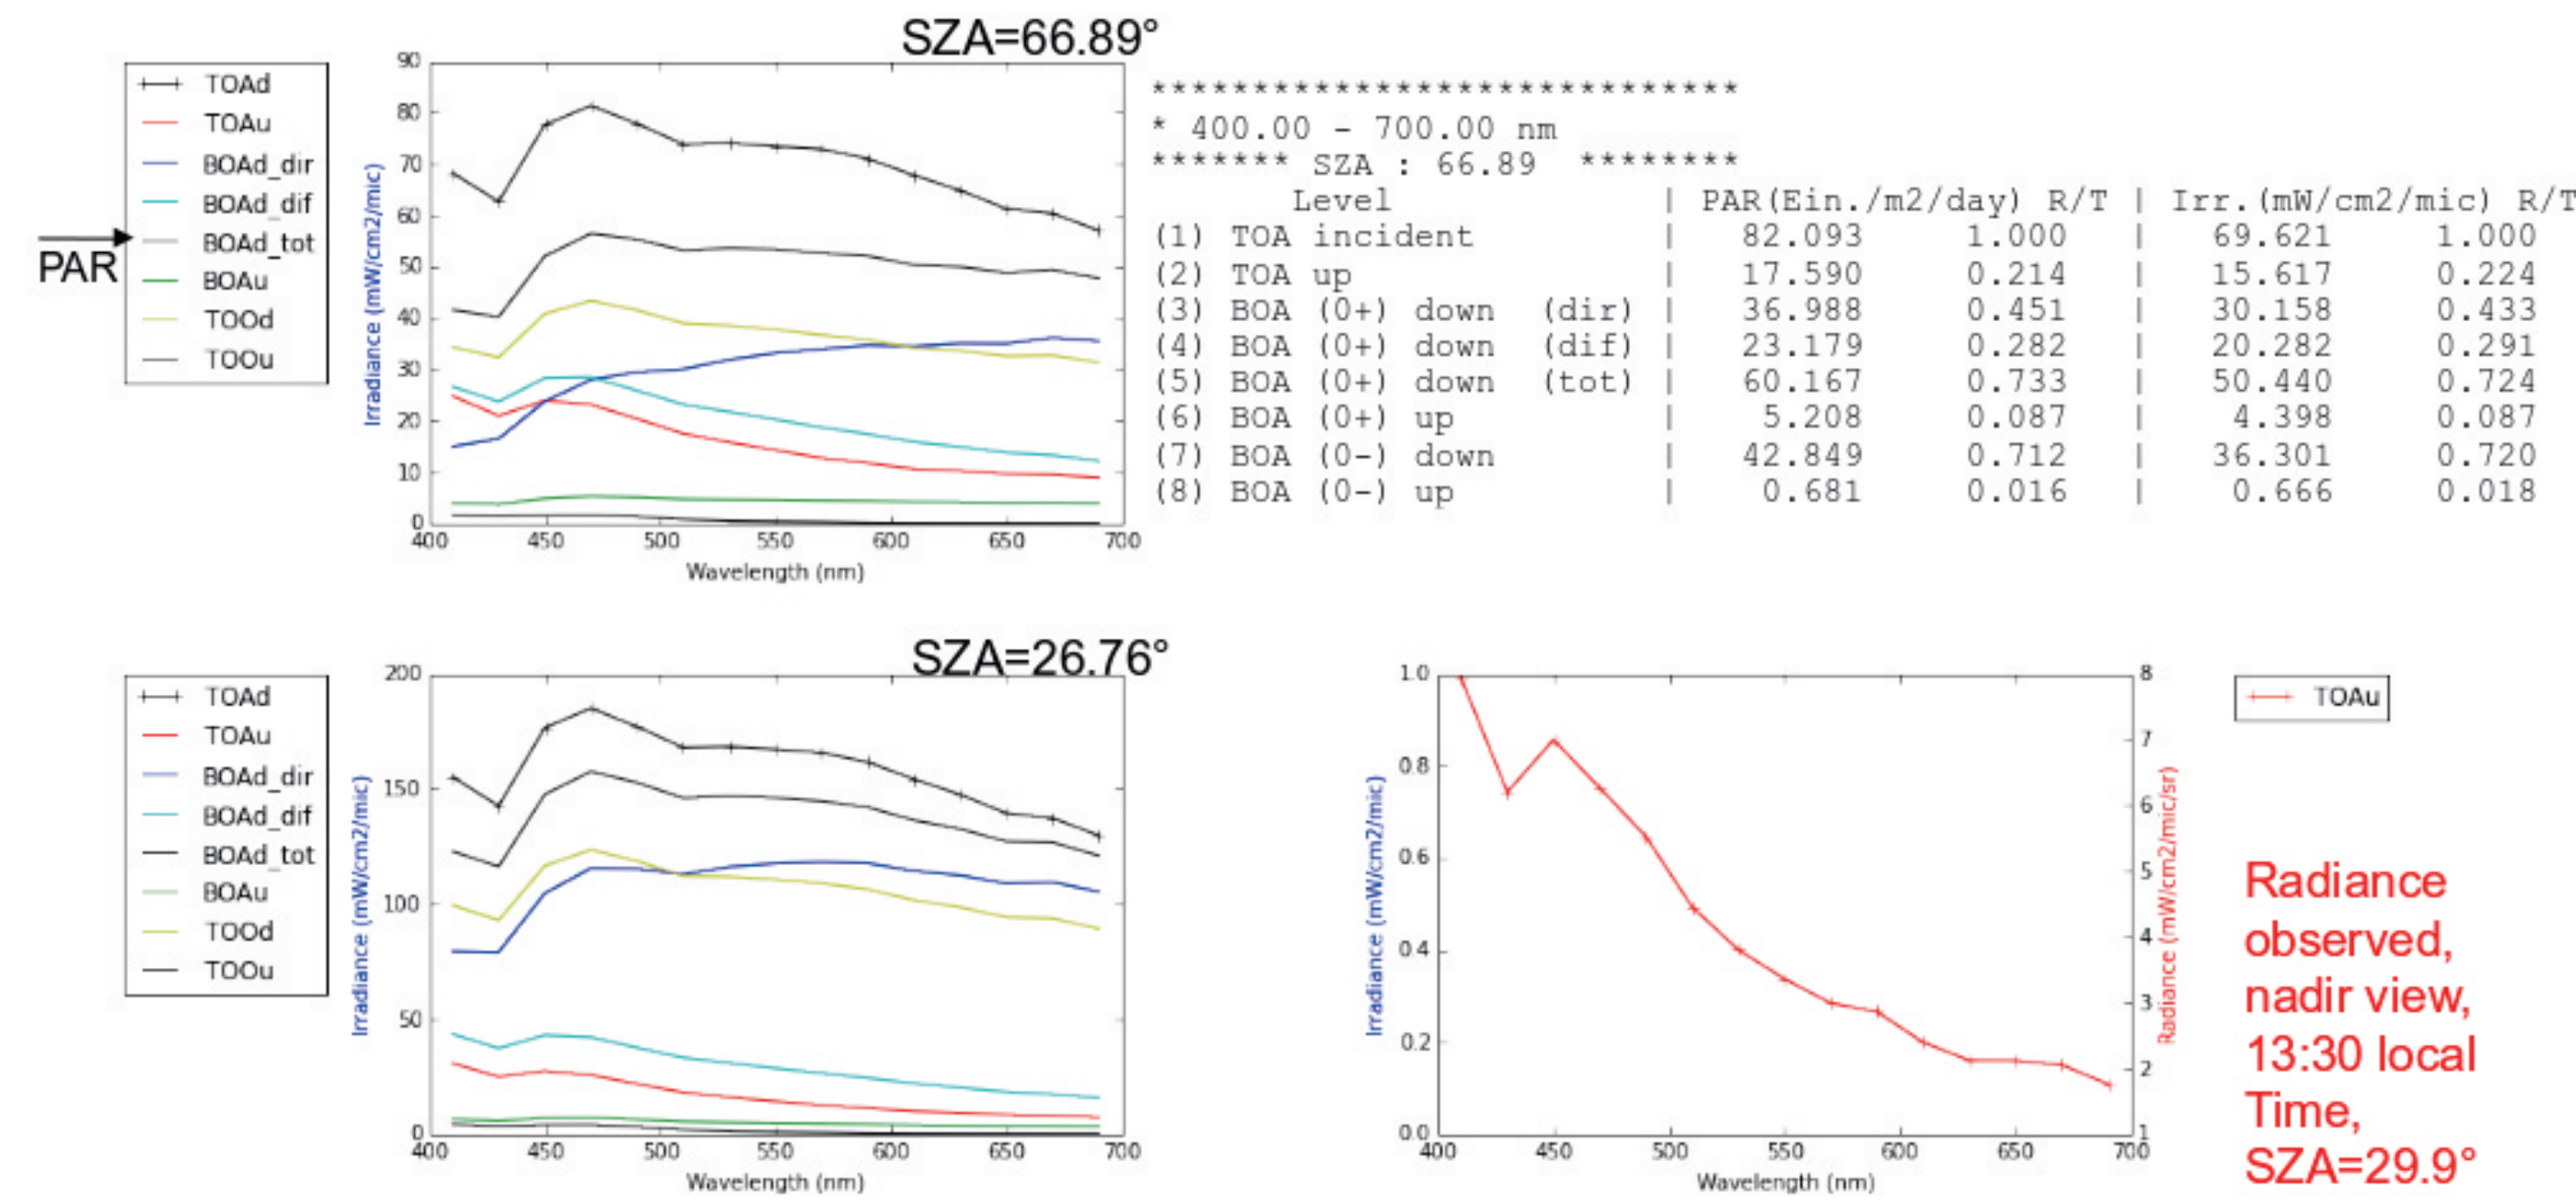 SZA=66.89°
TOAd
TOAu
BOAd_dir
BOAd_dif
BOAd_tot
BOAu
TOOd
TOOu
PAR
90
80
70
60
50
40
30
20
10
0
Irradiance (mW/cm2/mic)
400 450 500 550 600 650 700
Wavelength (nm)
*****************************
* 400.00 - 700.00 nm
******* SZA : 66.89 ********
Level | PAR(Ein./m2/day) R/T | Irr.(mW/cm2/mic) R/T
(1) TOA incident | 82.093 1.000 | 69.621 1.000
(2) TOA up | 17.590 0.214 | 15.617 0.224
(3) BOA (0+) down (dir) | 36.988 0.451 | 30.158 0.433
(4) BOA (0+) down (dif) | 23.179 0.282 | 20.282 0.291
(5) BOA (0+) down (tot) | 60.167 0.733 | 50.440 0.724
(6) BOA (0+) up | 5.208 0.087 | 4.398 0.087
(7) BOA (0-) down | 42.849 0.712 | 36.301 0.720
(8) BOA (0-) up | 0.681 0.016 | 0.666 0.018
SZA=26.76°
TOAd
TOAu
BOAd_dir
BOAd_dif
BOAd_tot
BOAu
TOOd
TOOu
200
150
100
50
0
Irradiance (mW/cm2/mic)
400 450 500 550 600 650 700
Wavelength (nm)
1.0
0.8
0.6
0.4
0.2
0.0
Irradiance (mW/cm2/mic)
400 450 500 550 600 650 700
Wavelength (nm)
8
7
6
5
4
3
2
1
Radiance (mW/cm2/mic/sr)
TOAu
Radiance
observed,
nadir view,
13:30 local
Time,
SZA=29.9°